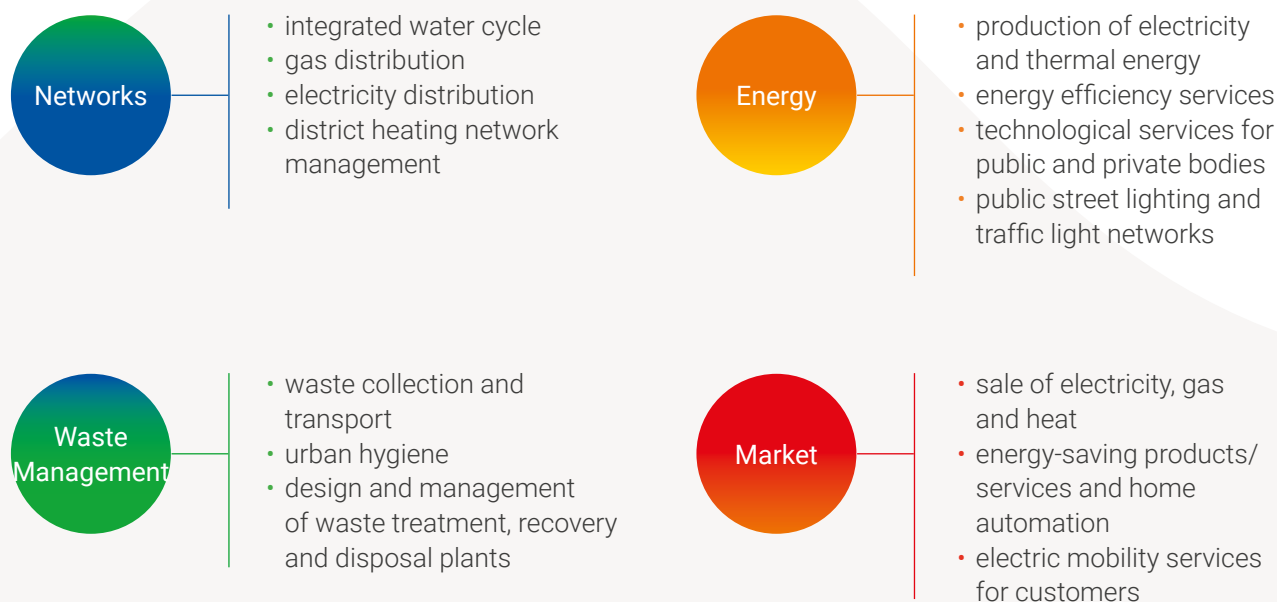 Networks
• integrated water cycle
• gas distribution
• electricity distribution
• district heating network
management
Energy
• production of electricity
and thermal energy
• energy efficiency services
• technological services for
public and private bodies
• public street lighting and
traffic light networks
Waste
Management
• waste collection and
transport
• urban hygiene
• design and management
of waste treatment, recovery
and disposal plants
Market
• sale of electricity, gas
and heat
• energy-saving products/
services and home
automation
• electric mobility services
for customers